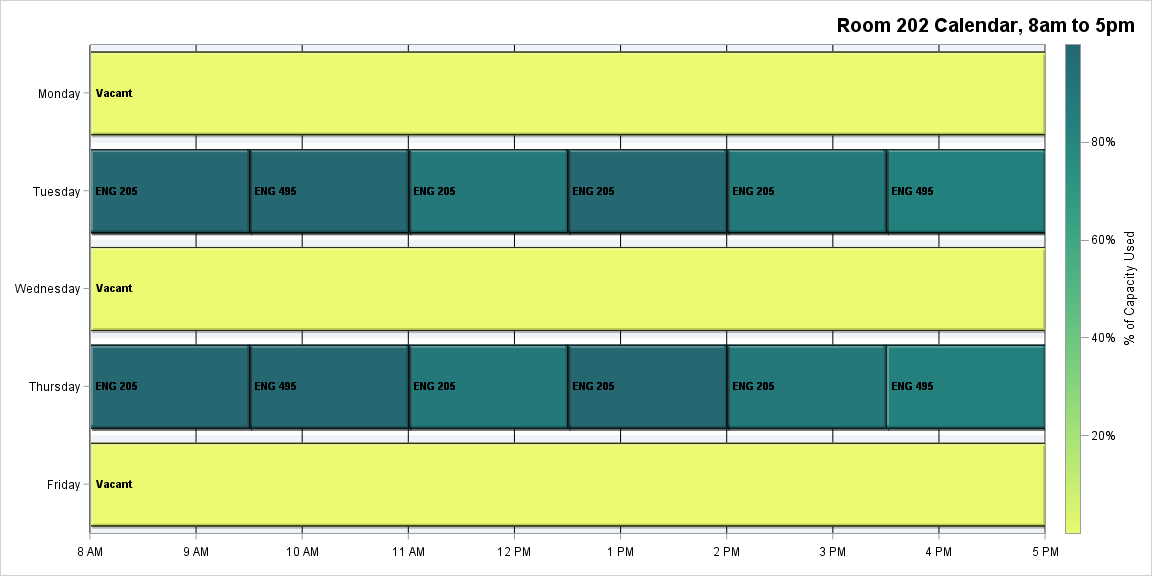 Room 202 Calendar, 8am to 5pm
Monday
Vacant
Tuesday
ENG 205 ENG 495 ENG 205 ENG 205 ENG 205 ENG 495
Wednesday
Vacant
Thursday
ENG 205 ENG 495 ENG 205 ENG 205 ENG 205 ENG 495
Friday
Vacant
8 AM 9 AM 10 AM 11 AM 12 PM 1 PM 2 PM 3 PM 4 PM 5 PM
80%
60%
40%
20%
% of Capacity Used